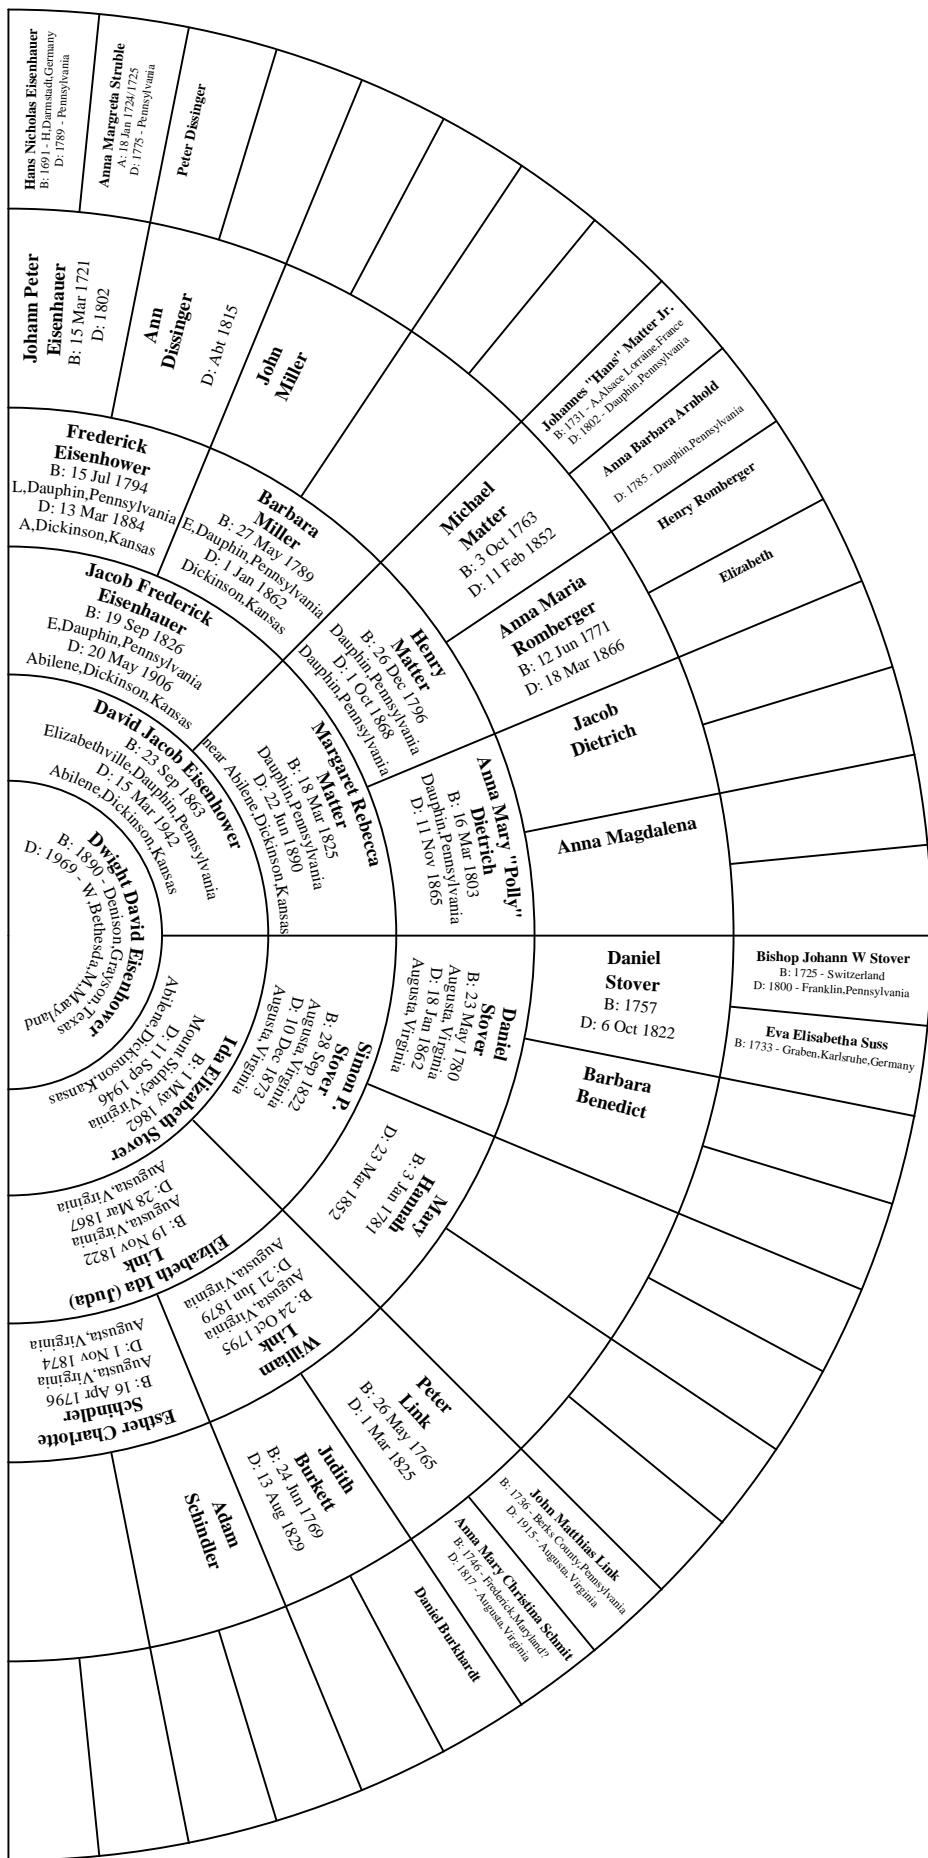 Hans Nicholas Eisenhauer
B: 1691 - H,Darmstadt,Germany
D: 1789 - Pennsylvania
Anna Margreta Struble
A: 18 Jan 1724/1725
D: 1775 - Pennsylvania
Peter Dissinger
Johann Peter
Eisenhauer
B: 15 Mar 1721
D: 1802
Ann
Dissinger
D: Abt 1815
John
Miller
Johannes "Hans" Matter Jr.
B: 1731 - A,Alsace Lorraine,France
D: 1802 - Dauphin,Pennsylvania
Anna Barbara Arnhold
D: 1785 - Dauphin,Pennsylvania
Henry Romberger
Elizabeth
Frederick
Eisenhower
B: 15 Jul 1794
L,Dauphin,Pennsylvania
D: 13 Mar 1884
A,Dickinson,Kansas
Barbara
Miller
B: 27 May 1789
E,Dauphin,Pennsylvania
D: 1 Jan 1862
Dickinson,Kansas
Michael
Matter
B: 3 Oct 1763
D: 11 Feb 1852
Anna Maria
Romberger
B: 12 Jun 1771
D: 18 Mar 1866
Jacob Frederick
Eisenhauer
B: 19 Sep 1826
E,Dauphin,Pennsylvania
D: 20 May 1906
Abilene,Dickinson,Kansas
Henry
Matter
B: 26 Dec 1796
Dauphin,Pennsylvania
D: 1 Oct 1868
Dauphin,Pennsylvania
Jacob
Dietrich
Anna Magdalena
David Jacob Eisenhower
B: 23 Sep 1863
Elizabethville,Dauphin,Pennsylvania
D: 15 Mar 1942
Abilene,Dickinson,Kansas
Margaret Rebecca
Matter
B: 18 Mar 1825
Dauphin,Pennsylvania
D: 22 Jun 1890
near Abilene,Dickinson,Kansas
Anna Mary "Polly"
Dietrich
B: 16 Mar 1803
Dauphin,Pennsylvania
D: 11 Nov 1865
Dwight David Eisenhower
B: 1890 - Denison,Grayson,Texas
D: 1969 - W,Bethesda,M,Maryland
Ida Elizabeth Stover
B: 1 May 1862
Mount Sidney, Virginia
D: 11 Sep 1946
Abilene,Dickinson,Kansas
Simon P.
Stover
B: 28 Sep 1822
Augusta,Virginia
D: 10 Dec 1873
Augusta,Virginia
Daniel
Stover
B: 23 May 1780
Augusta,Virginia
D: 18 Jan 1862
Augusta,Virginia
Daniel
Stover
B: 1757
D: 6 Oct 1822
Bishop Johann W Stover
B: 1725 - Switzerland
D: 1800 - Franklin,Pennsylvania
Eva Elisabetha Suss
B: 1733 - Graben,Karlsruhe,Germany
Barbara
Benedict
Mary
Hannah
B: 3 Jan 1781
D: 23 Mar 1852
Elizabeth Ida (Juda)
Link
B: 19 Nov 1822
Augusta,Virginia
D: 28 Mar 1867
Augusta,Virginia
William
Link
B: 24 Oct 1795
Augusta,Virginia
D: 21 Jun 1879
Augusta,Virginia
Esther Charlotte
Schindler
B: 16 Apr 1796
Augusta,Virginia
D: 1 Nov 1874
Augusta,Virginia
Peter
Link
B: 26 May 1765
D: 1 Mar 1825
Judith
Burkett
B: 24 Jun 1769
D: 13 Aug 1829
Adam
Schindler
John Matthias Link
B: 1736 - Berks County,Pennsylvania
D: 1915 - Augusta,Virginia
Anna Mary Christina Schmit
B: 1746 - Frederick,Maryland?
D: 1817 - Augusta,Virginia
Daniel Burkhardt